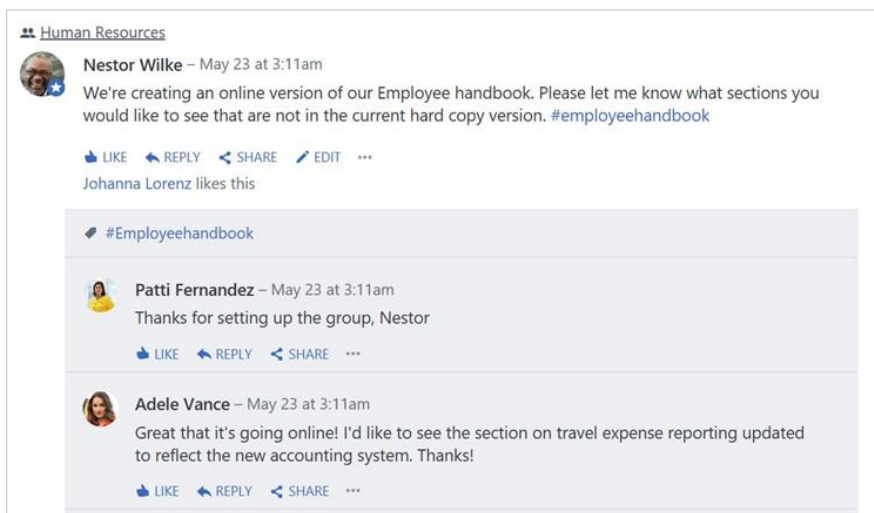 Human Resources
Nestor Wilke – May 23 at 3:11am
We're creating an online version of our Employee handbook. Please let me know what sections you
would like to see that are not in the current hard copy version. #employeehandbook
LIKE REPLY SHARE EDIT ...
Johanna Lorenz likes this
#Employeehandbook
Patti Fernandez – May 23 at 3:11am
Thanks for setting up the group, Nestor
LIKE REPLY SHARE ...
Adele Vance – May 23 at 3:11am
Great that it's going online! I'd like to see the section on travel expense reporting updated
to reflect the new accounting system. Thanks!
LIKE REPLY SHARE ...